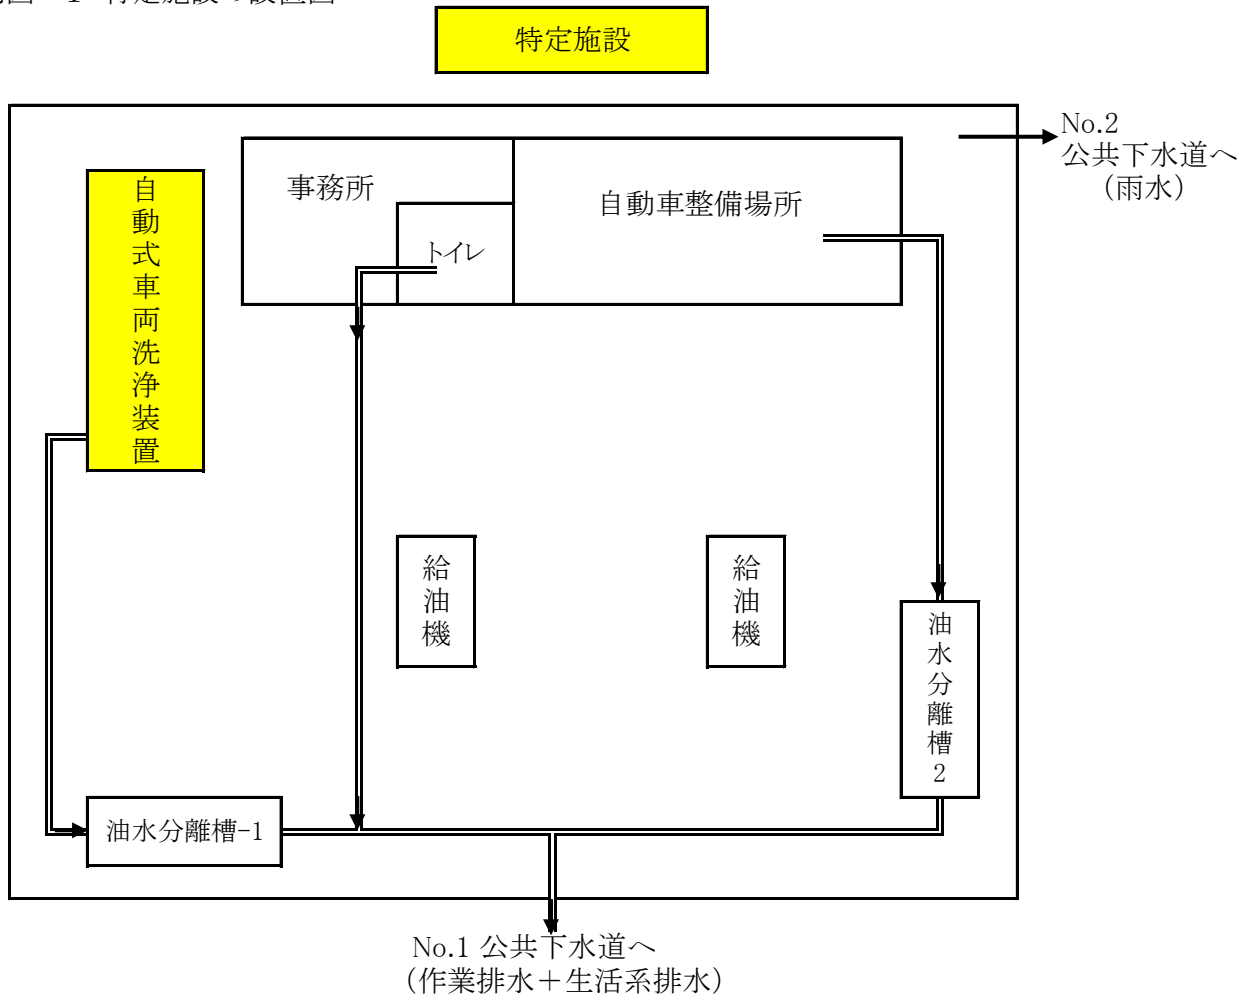 特定施設
No.2
公共下水道へ
(雨水)
自動式車両洗浄装置
事務所
トイレ
自動車整備場所
給油機
給油機
油水分離槽2
油水分離槽-1
No.1 公共下水道へ
(作業排水+生活系排水)